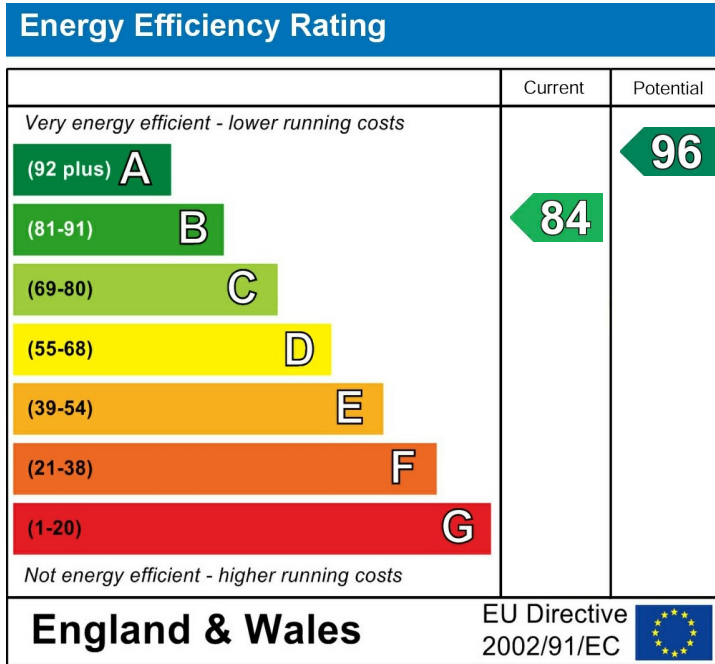 Energy Efficiency Rating
Current Potential
Very energy efficient - lower running costs
(92 plus) A
96
(81-91) B
84
(69-80) C
(55-68) D
(39-54) E
(21-38) F
(1-20) G
Not energy efficient - higher running costs
England & Wales
EU Directive
2002/91/EC